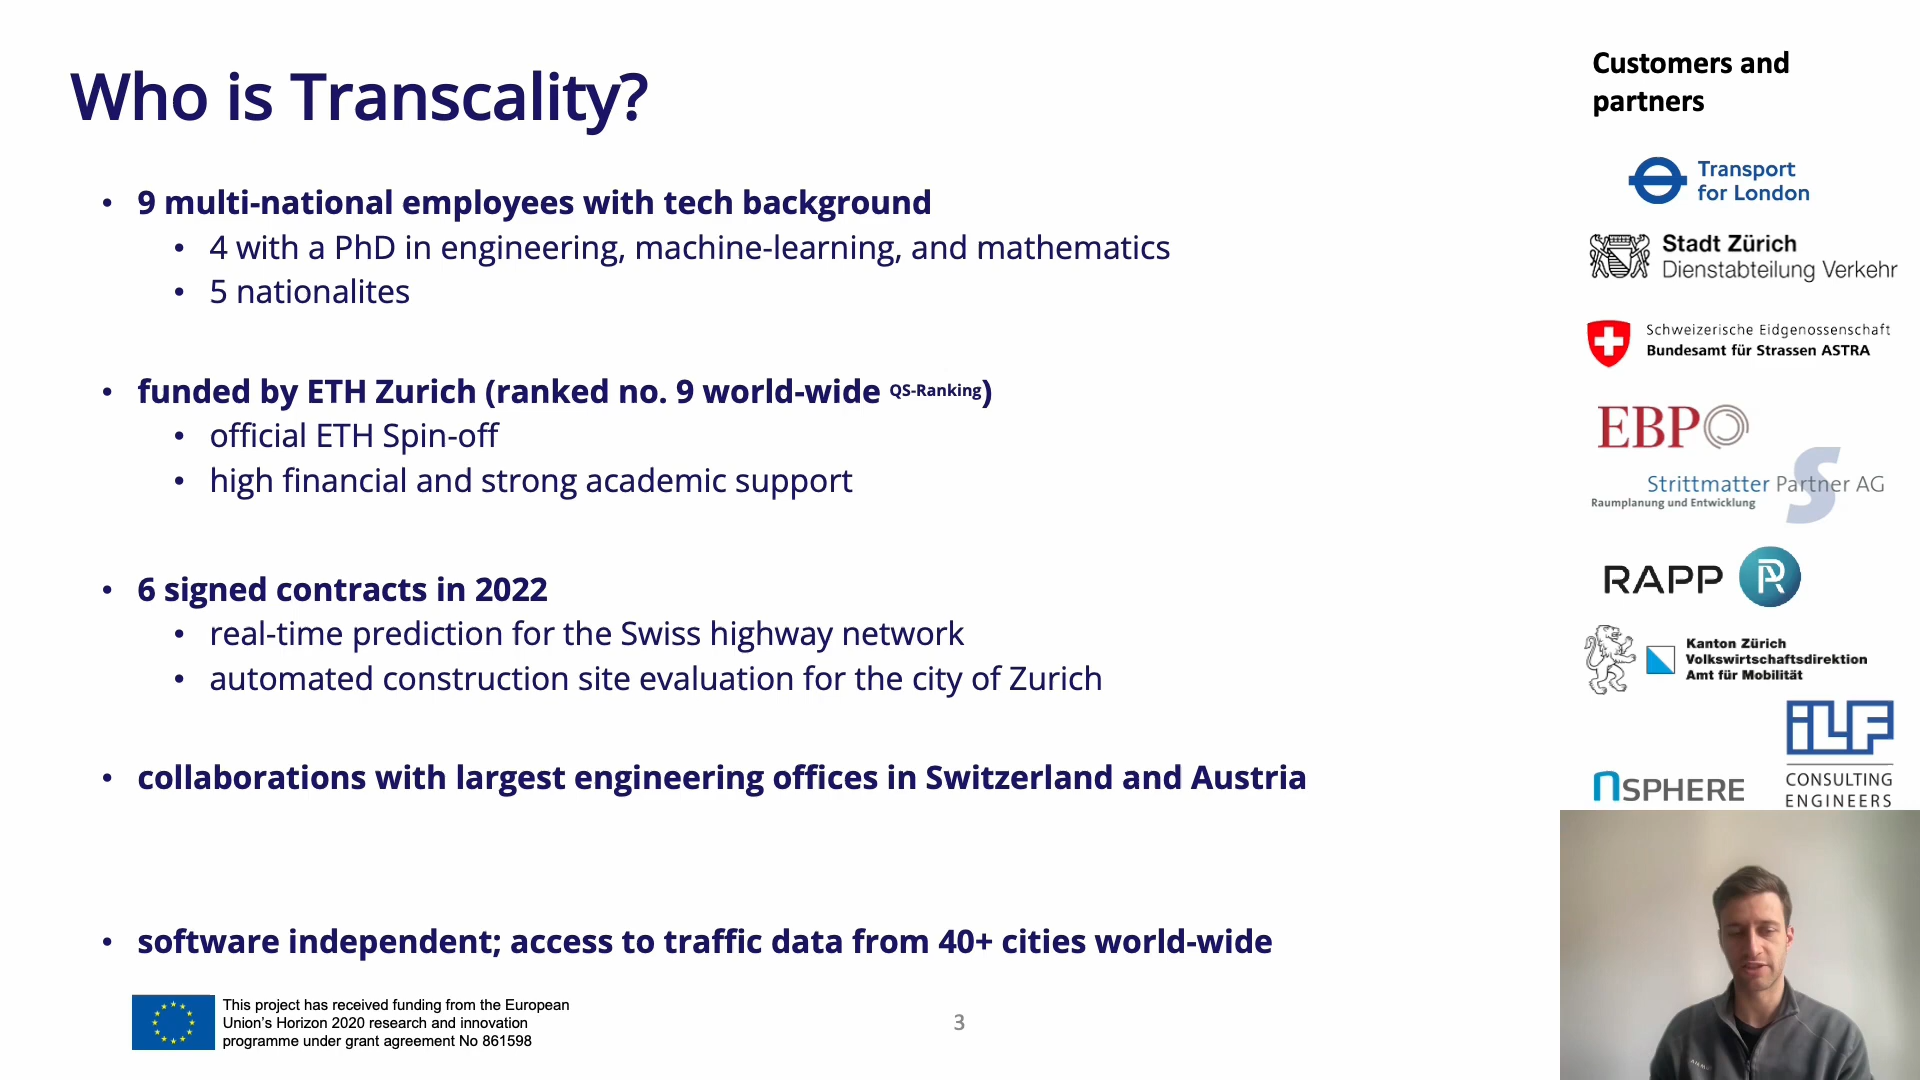 Who is Transcality?
• 9 multi-national employees with tech background
• 4 with a PhD in engineering, machine-learning, and mathematics
• 5 nationalites
• funded by ETH Zurich (ranked no. 9 world-wide QS-Ranking)
• official ETH Spin-off
• high financial and strong academic support
• 6 signed contracts in 2022
• real-time prediction for the Swiss highway network
• automated construction site evaluation for the city of Zurich
• collaborations with largest engineering offices in Switzerland and Austria
• software independent; access to traffic data from 40+ cities world-wide
This project has received funding from the European
Union's Horizon 2020 research and innovation
programme under grant agreement No 861598
3
Customers and
partners
Transport
for London
Stadt Zürich
Dienstabteilung Verkehr
Schweizerische Eidgenossenschaft
Bundesamt für Strassen ASTRA
EBP
Strittmatter Partner AG
Raumplanung und Entwicklung
RAPP
Kanton Zürich
Volkswirtschaftsdirektion
Amt für Mobilität
iLF
CONSULTING
ENGINEERS
nSPHERE